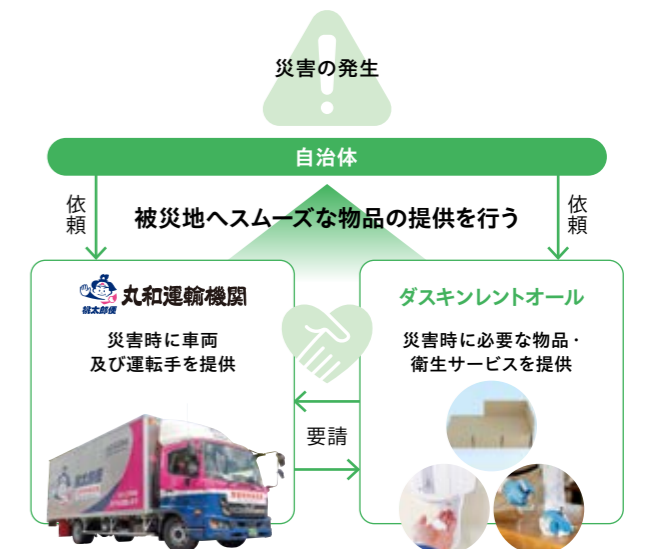 災害の発生
自治体
依頼
被災地へスムーズな物品の提供を行う
依頼
桃太郎便
丸和運輸機関
災害時に車両
及び運転手を提供
ダスキンレントオール
災害時に必要な物品・
衛生サービスを提供
要請
桃太郎便